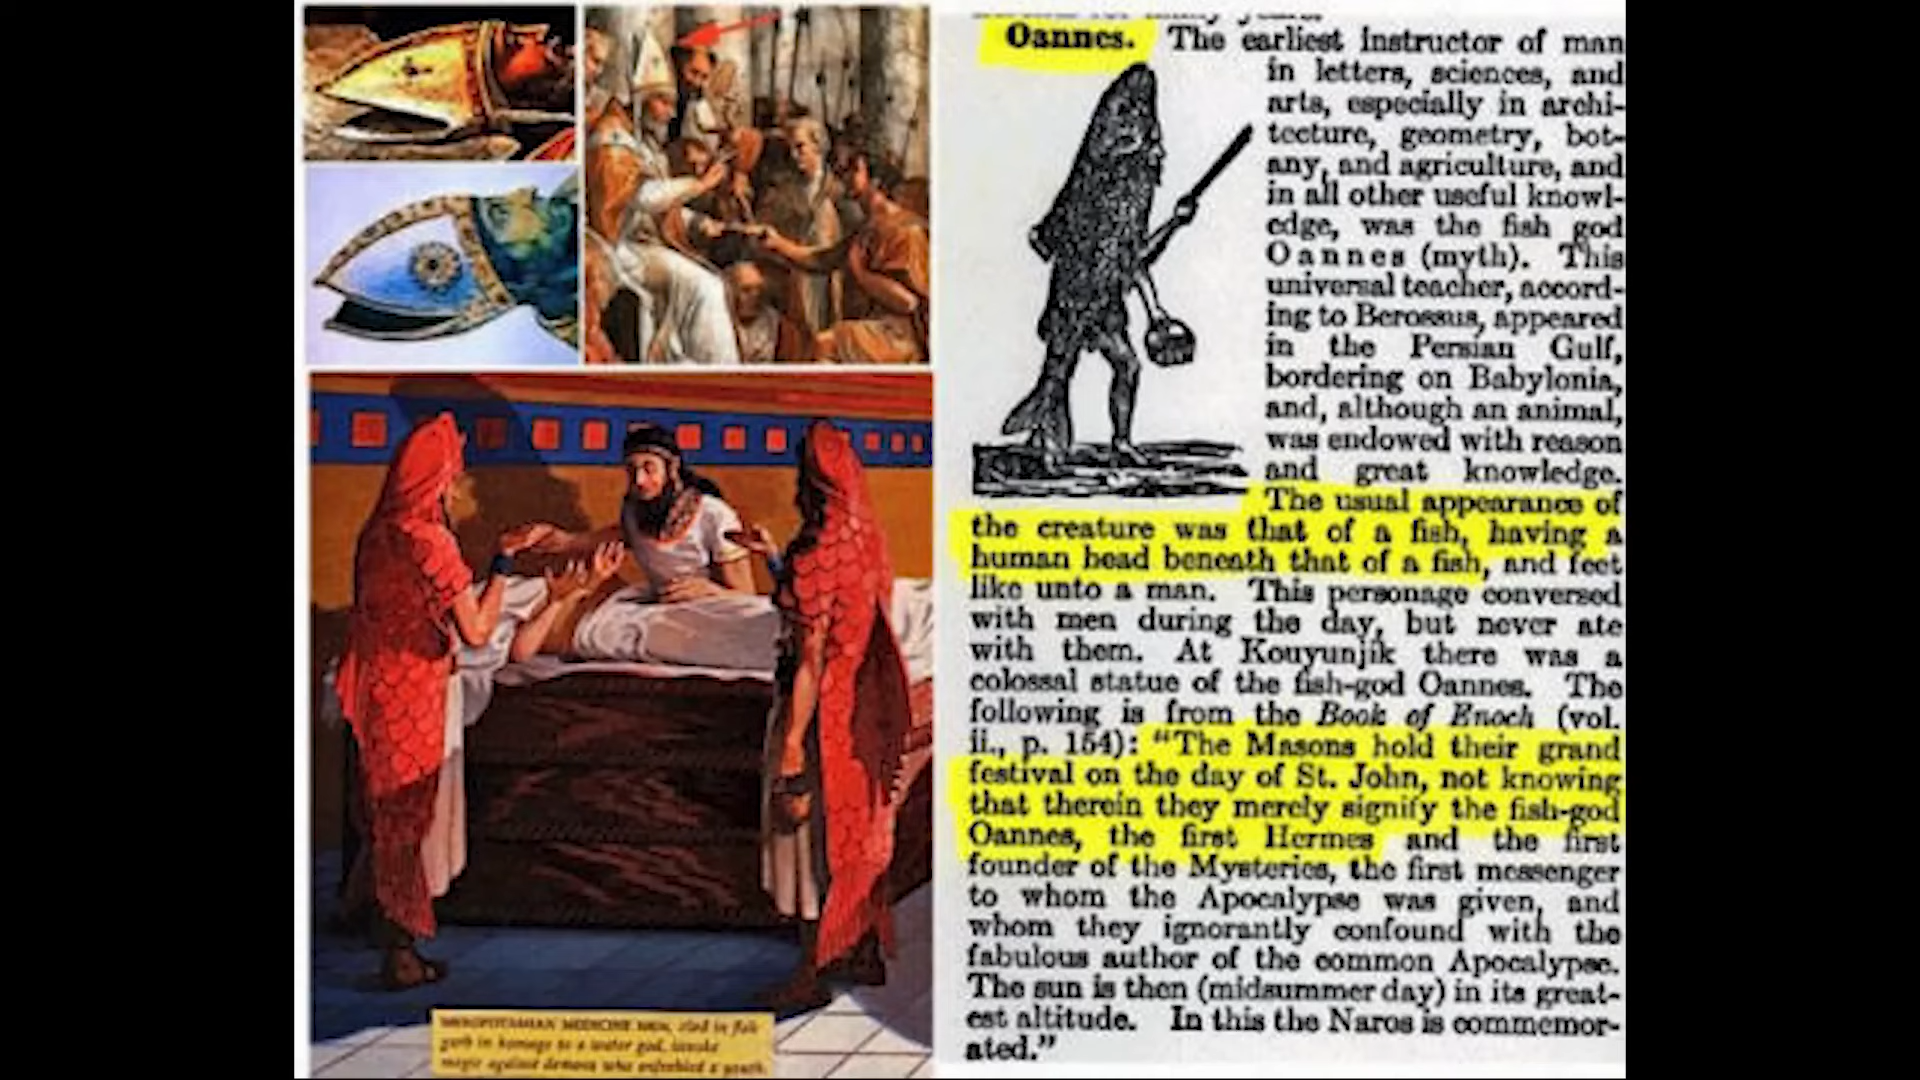 Oannes. The earliest instructor of man
in letters, sciences, and
arts, especially in archi-
tecture, geometry, bot-
any, and agriculture, and
in all other useful knowl-
edge, was the fish god
Oannes (myth). This
universal teacher, accord-
ing to Berossus, appeared
in the Persian Gulf,
bordering on Babylonia,
and, although an animal,
was endowed with reason
and great knowledge.
The usual appearance of
the creature was that of a fish, having a
human head beneath that of a fish, and feet
like unto a man. This personage conversed
with men during the day, but never ate
with them. At Kouyunjik there was a
colossal statue of the fish-god Oannes. The
following is from the Book of Enoch (vol.
ii., p. 154): "The Masons hold their grand
festival on the day of St. John, not knowing
that therein they merely signify the fish-god
Oannes, the first Hermes and the first
founder of the Mysteries, the first messenger
to whom the Apocalypse was given, and
whom they ignorantly confound with the
fabulous author of the common Apocalypse.
The sun is then (midsummer day) in its great-
est altitude. In this the Naros is commemor-
ated."
MESOPOTAMIAN MEDICINE MEN, clad in fish
garb in homage to a water god, invoke
magic against demons who enfeebled a youth.